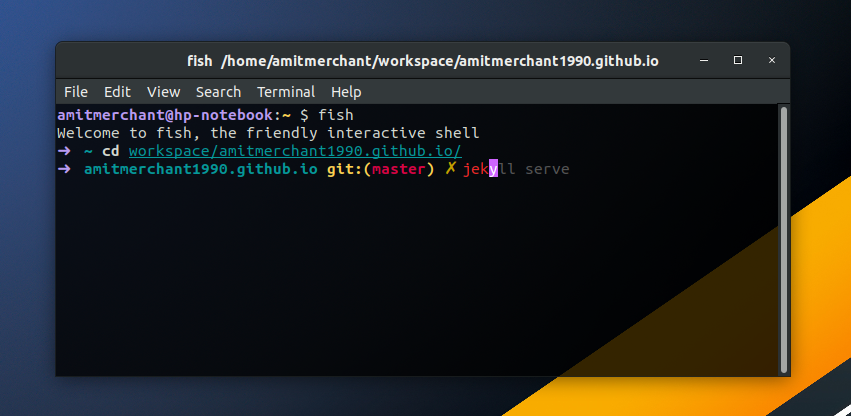 fish /home/amitmerchant/workspace/amitmerchant1990.github.io
File Edit View Search Terminal Help
amitmerchant@hp-notebook:~ $ fish
Welcome to fish, the friendly interactive shell
➜ ~ cd workspace/amitmerchant1990.github.io/
➜ amitmerchant1990.github.io git:(master) ✗ jekyll serve